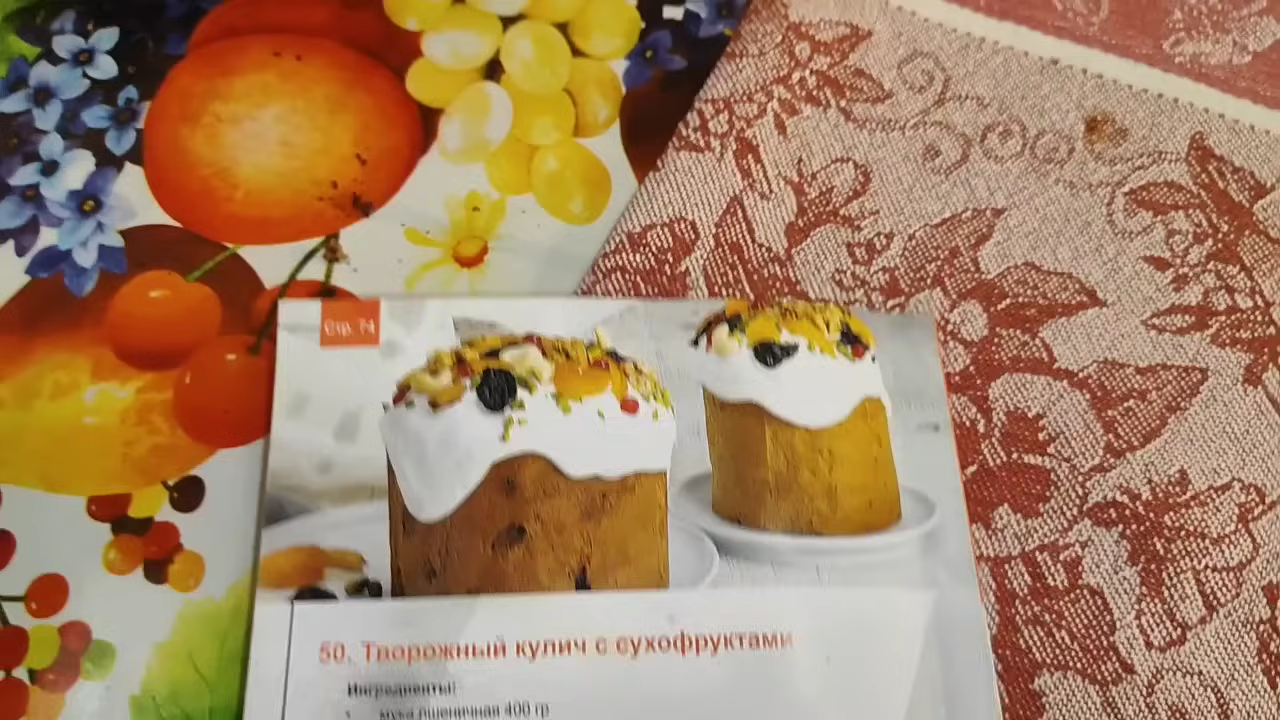 Стр. 74
50. Творожный кулич с сухофруктами
Ингредиенты:
мука пшеничная 400 гр